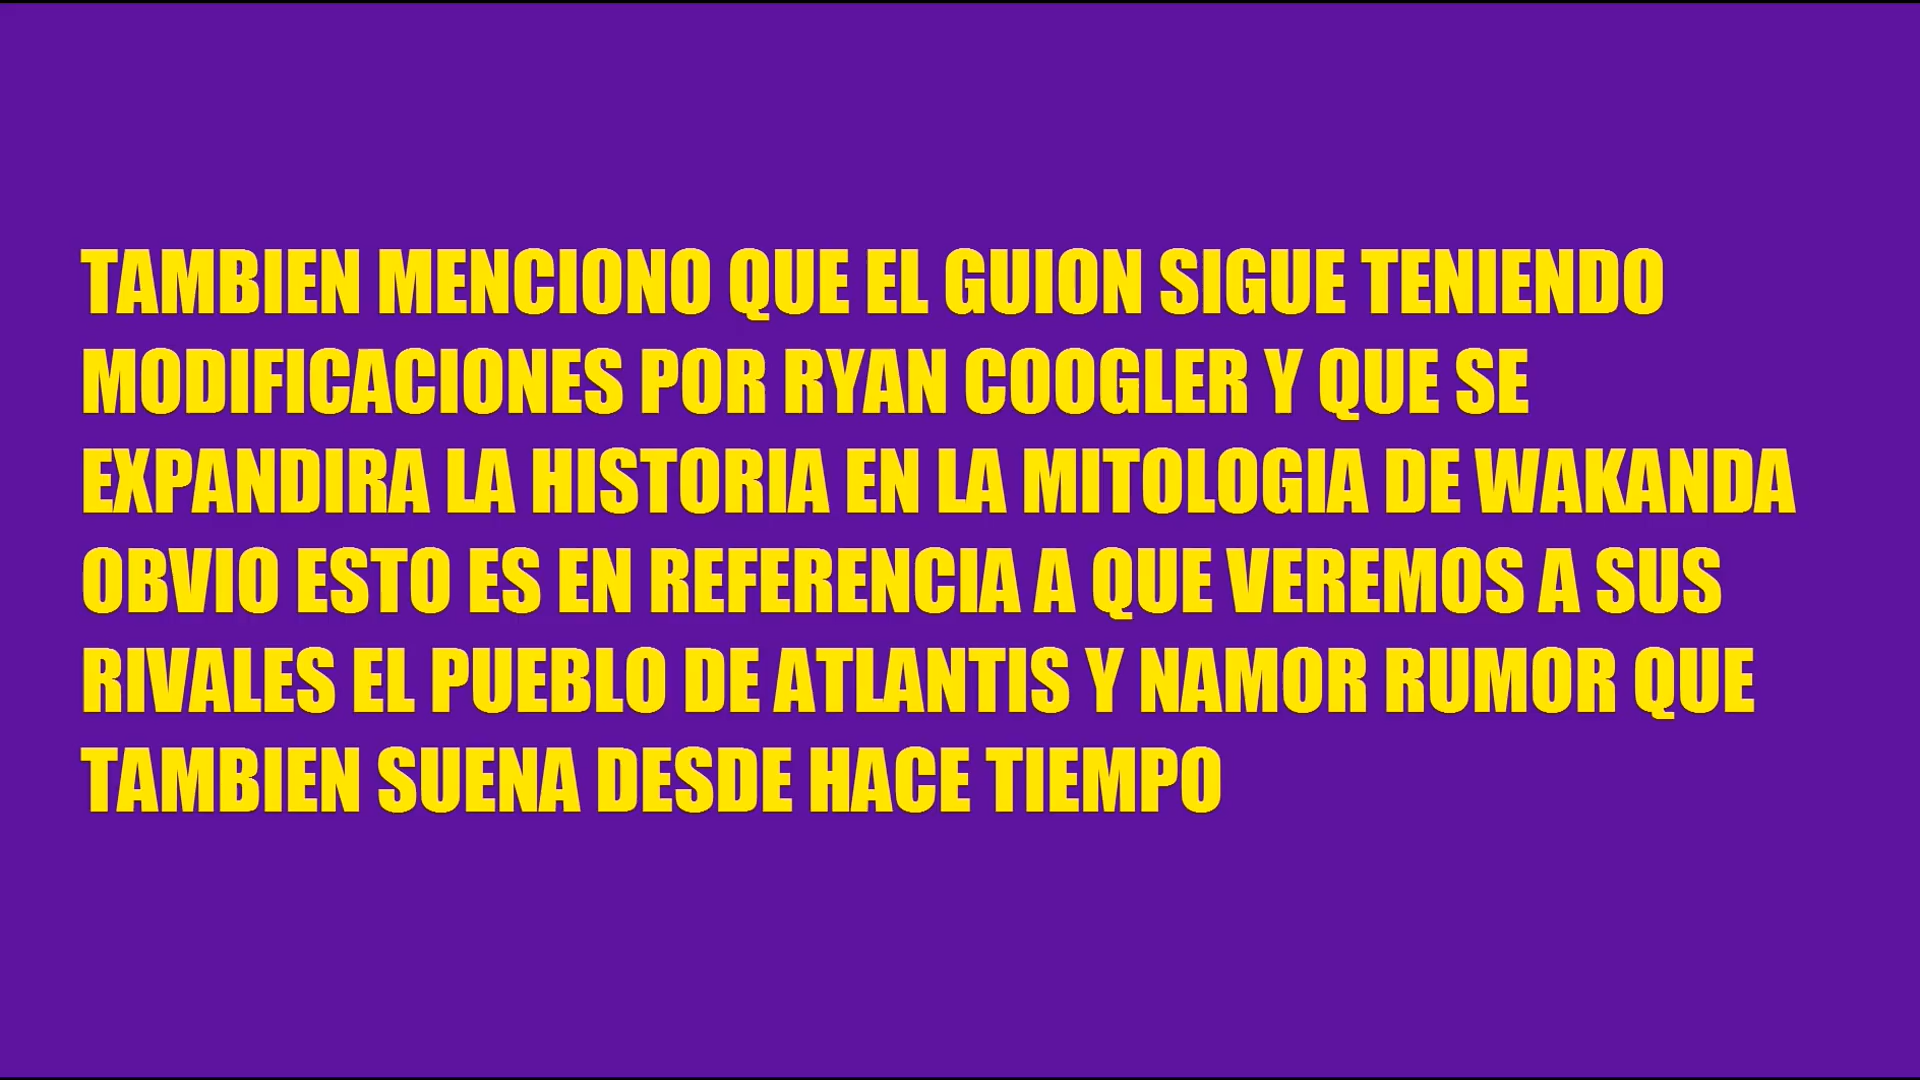 TAMBIEN MENCIONO QUE EL GUION SIGUE TENIENDO
MODIFICACIONES POR RYAN COOGLER Y QUE SE
EXPANDIRA LA HISTORIA EN LA MITOLOGIA DE WAKANDA
OBVIO ESTO ES EN REFERENCIA A QUE VEREMOS A SUS
RIVALES EL PUEBLO DE ATLANTIS Y NAMOR RUMOR QUE
TAMBIEN SUENA DESDE HACE TIEMPO